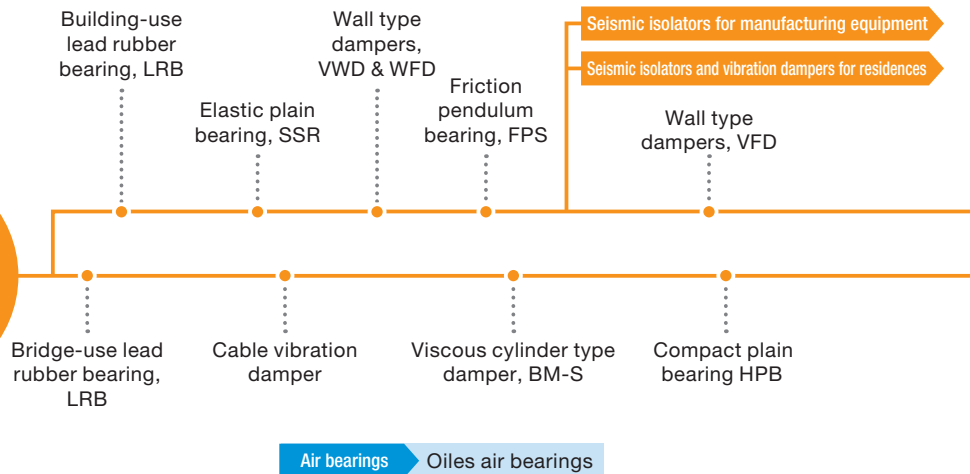 Building-use
lead rubber
bearing, LRB
Elastic plain
bearing, SSR
Wall type
dampers,
VWD & WFD
Friction
pendulum
bearing, FPS
Seismic isolators for manufacturing equipment
Seismic isolators and vibration dampers for residences
Wall type
dampers, VFD
Bridge-use lead
rubber bearing,
LRB
Cable vibration
damper
Viscous cylinder type
damper, BM-S
Compact plain
bearing HPB
Air bearings
Oiles air bearings